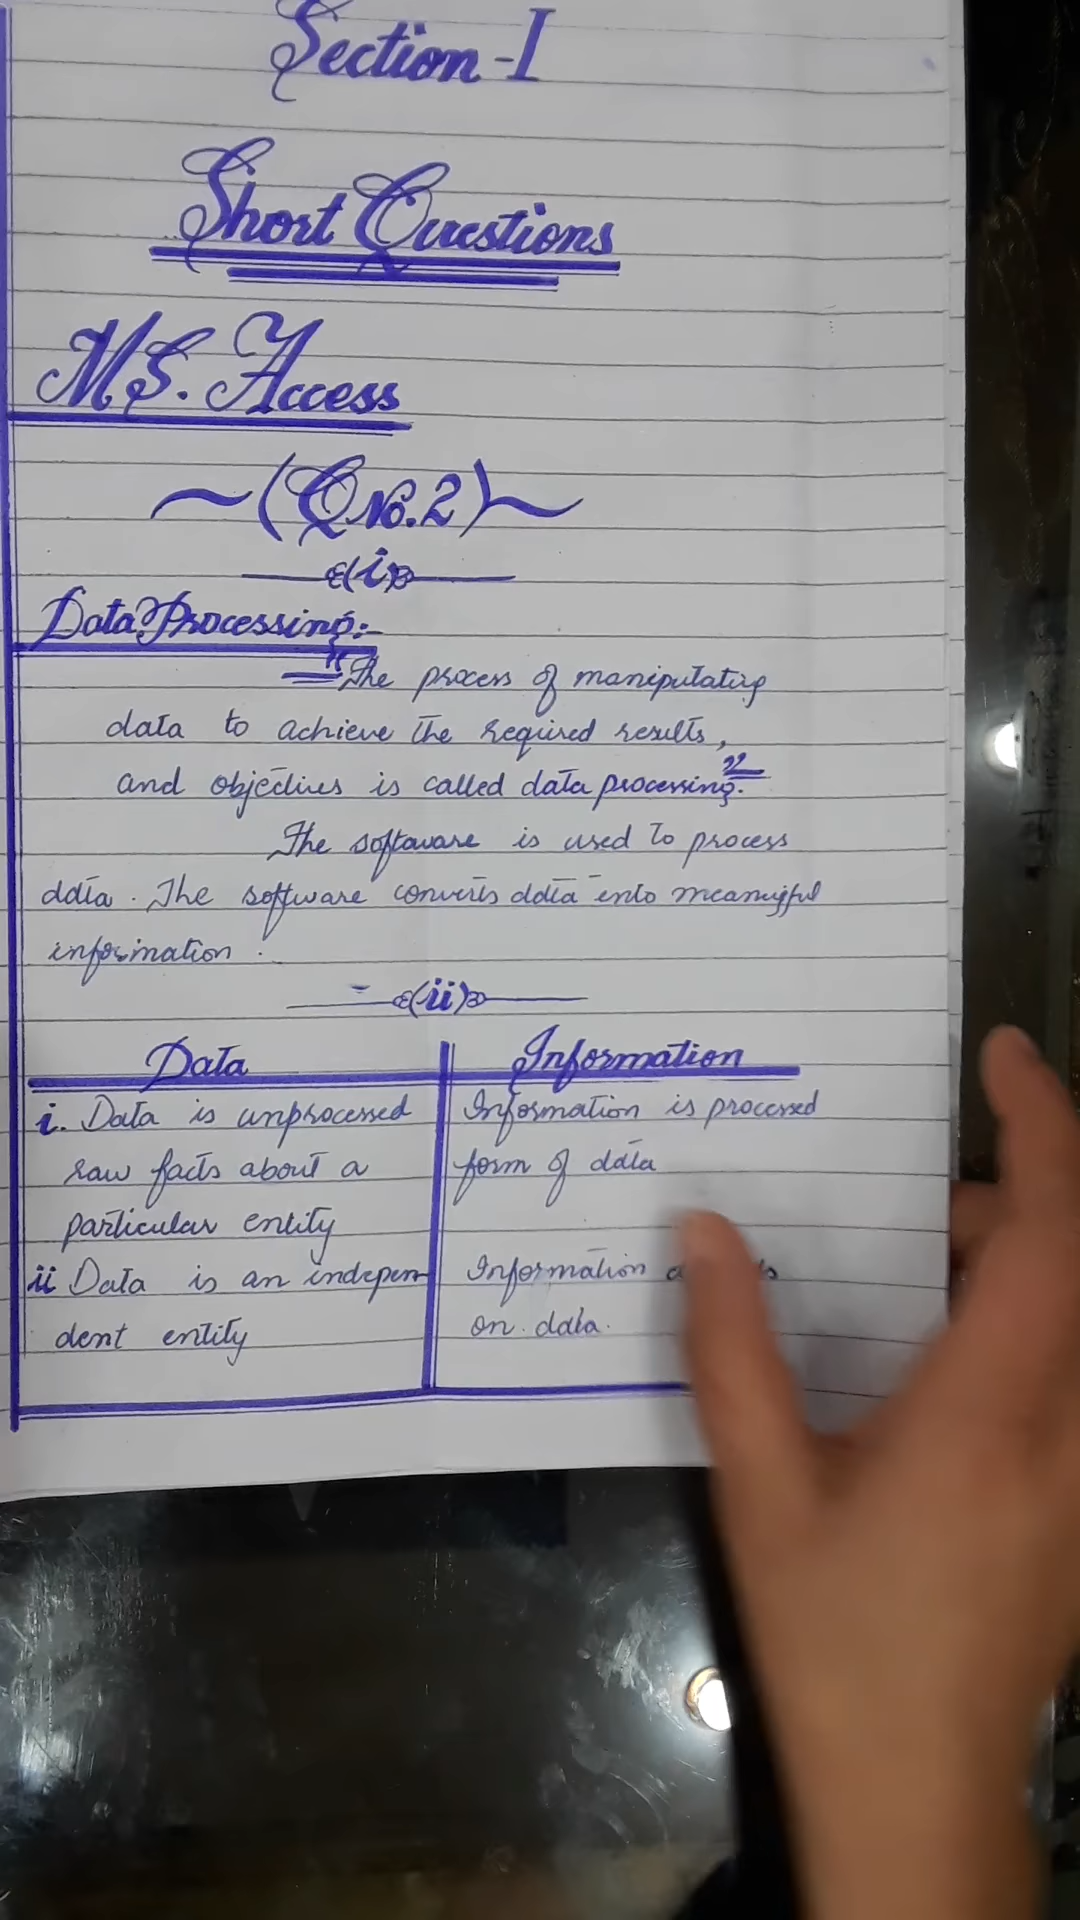 Section-I
Short Questions
MS. Access
(Q No.2)
(i)
Data Processing:-
"The process of manipulating
data to achieve the required results,
and objectives is called data processing."
The software is used to process
data. The software converts data into meaningful
information.
(ii)
Data
Information
i. Data is unprocessed
raw facts about a
particular entity
Information is processed
form of data
ii Data is an indepen
dent entity
Information
on data.